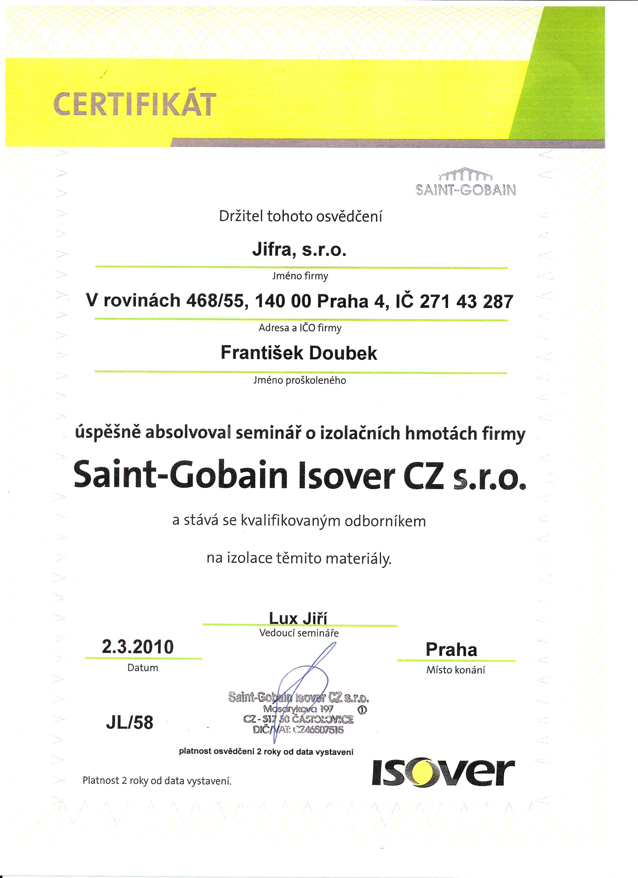 CERTIFIKÁT
SAINT-GOBAIN
Držitel tohoto osvědčení
Jifra, s.r.o.
Jméno firmy
V rovinách 468/55, 140 00 Praha 4, IČ 271 43 287
Adresa a IČO firmy
František Doubek
Jméno proškoleného
úspěšně absolvoval seminář o izolačních hmotách firmy
Saint-Gobain Isover CZ s.r.o.
a stává se kvalifikovaným odborníkem
na izolace těmito materiály.
Lux Jiří
Vedoucí semináře
2.3.2010
Datum
Praha
Místo konání
JL/58
Saint-Gobain Isover CZ s.r.o.
Masarykova 197 ①
CZ - 517 50 ČASTOLOVICE
DIČ/VAT: CZ46507515
platnost osvědčení 2 roky od data vystavení
Platnost 2 roky od data vystavení.
ISOVER